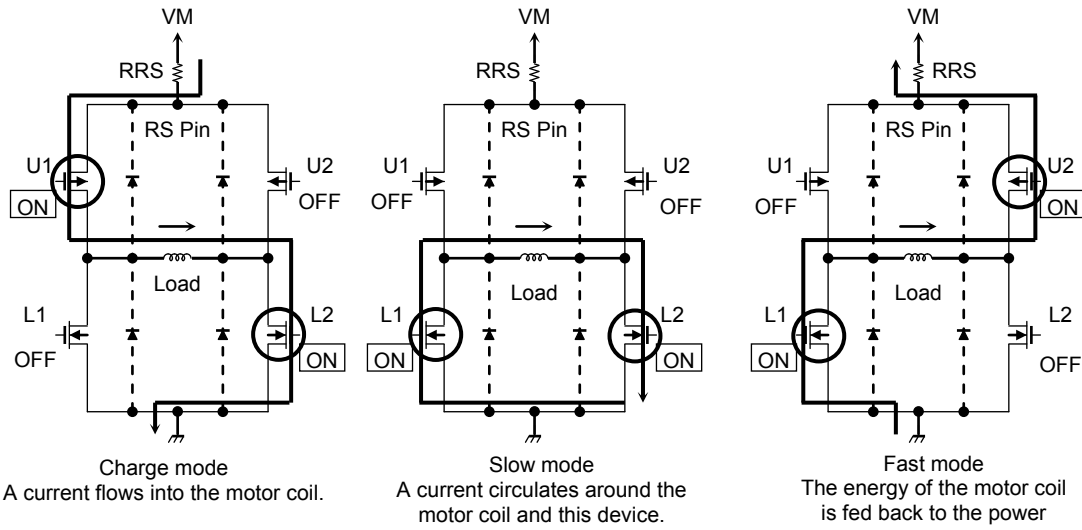 VM
RRS
RS Pin
U1
U2
ON
OFF
Load
L1
L2
OFF
ON
Charge mode
A current flows into the motor coil.
VM
RRS
RS Pin
U1
U2
OFF
OFF
Load
L1
L2
ON
ON
Slow mode
A current circulates around the
motor coil and this device.
VM
RRS
RS Pin
U1
U2
OFF
ON
Load
L1
L2
ON
OFF
Fast mode
The energy of the motor coil
is fed back to the power